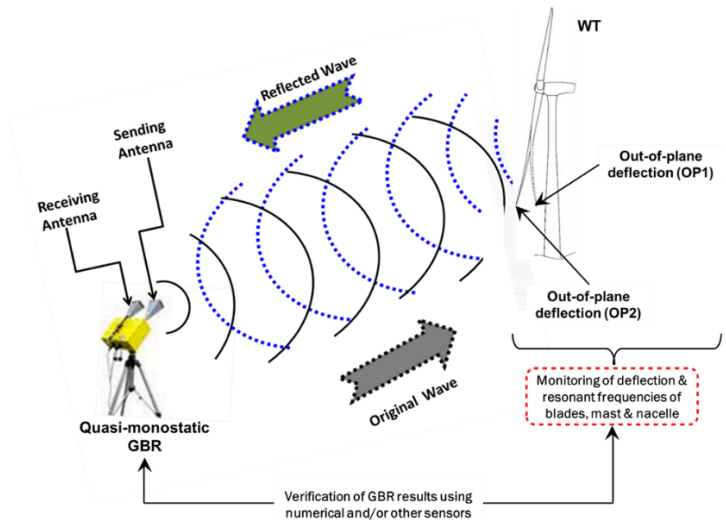 WT
Reflected Wave
Sending
Antenna
Receiving
Antenna
Out-of-plane
deflection (OP1)
Out-of-plane
deflection (OP2)
Original Wave
Monitoring of deflection &
resonant frequencies of
blades, mast & nacelle
Quasi-monostatic
GBR
Verification of GBR results using
numerical and/or other sensors